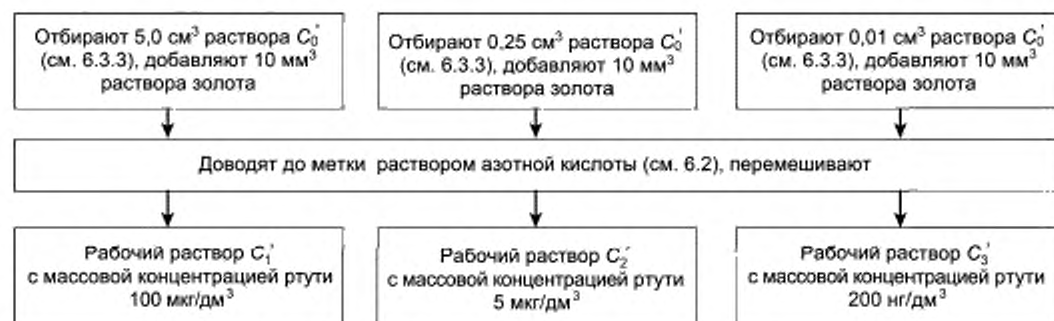 Отбирают 5,0 см³ раствора C₀′
(см. 6.3.3), добавляют 10 мм³
раствора золота
Отбирают 0,25 см³ раствора C₀′
(см. 6.3.3), добавляют 10 мм³
раствора золота
Отбирают 0,01 см³ раствора C₀′
(см. 6.3.3), добавляют 10 мм³
раствора золота
Доводят до метки раствором азотной кислоты (см. 6.2), перемешивают
Рабочий раствор C₁′
с массовой концентрацией ртути
100 мкг/дм³
Рабочий раствор C₂′
с массовой концентрацией ртути
5 мкг/дм³
Рабочий раствор C₃′
с массовой концентрацией ртути
200 нг/дм³